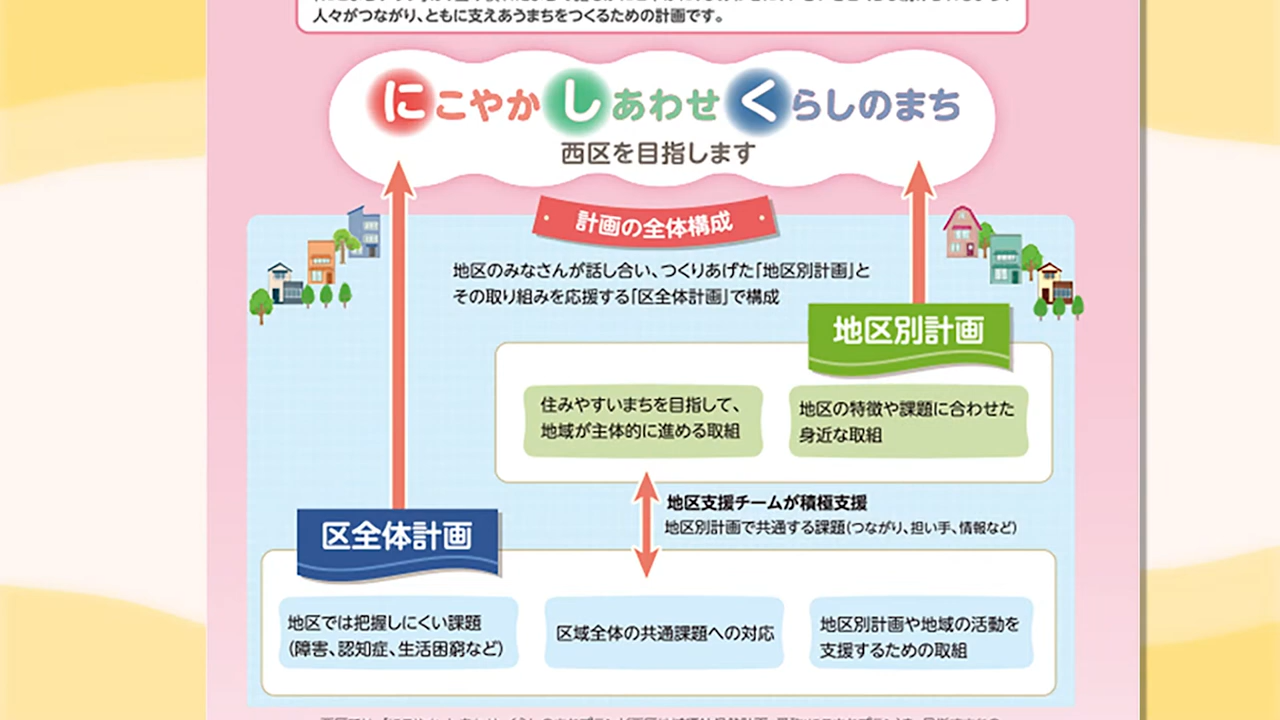 人々がつながり、ともに支えあうまちをつくるための計画です。
にこやか しあわせ くらしのまち
西区を目指します
計画の全体構成
地区のみなさんが話し合い、つくりあげた「地区別計画」と
その取り組みを応援する「区全体計画」で構成
地区別計画
住みやすいまちを目指して、
地域が主体的に進める取組
地区の特徴や課題に合わせた
身近な取組
地区支援チームが積極支援
地区別計画で共通する課題(つながり、担い手、情報など)
区全体計画
地区では把握しにくい課題
(障害、認知症、生活困窮など)
区域全体の共通課題への対応
地区別計画や地域の活動を
支援するための取組